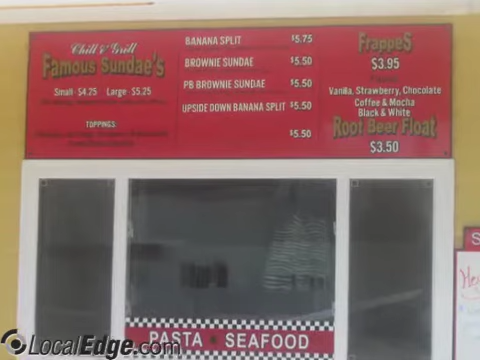 Chill & Grill
Famous Sundae's
Small $4.25 Large $5.25
TOPPINGS:
BANANA SPLIT $5.75
BROWNIE SUNDAE $5.50
PB BROWNIE SUNDAE $5.50
UPSIDE DOWN BANANA SPLIT $5.50
$5.50
Frappes
$3.95
Vanilla, Strawberry, Chocolate
Coffee & Mocha
Black & White
Root Beer Float
$3.50
PASTA SEAFOOD
LocalEdge.com